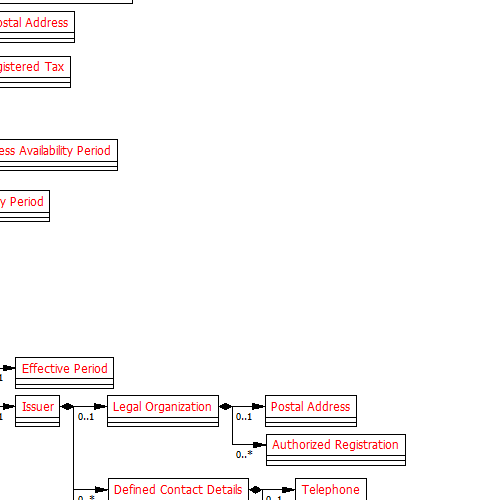 ostal Address
gistered Tax
ess Availability Period
y Period
Effective Period
1
Issuer
Legal Organization
Postal Address
1
0..1
0..1
Authorized Registration
0..*
Defined Contact Details
Telephone
0..*
0..1